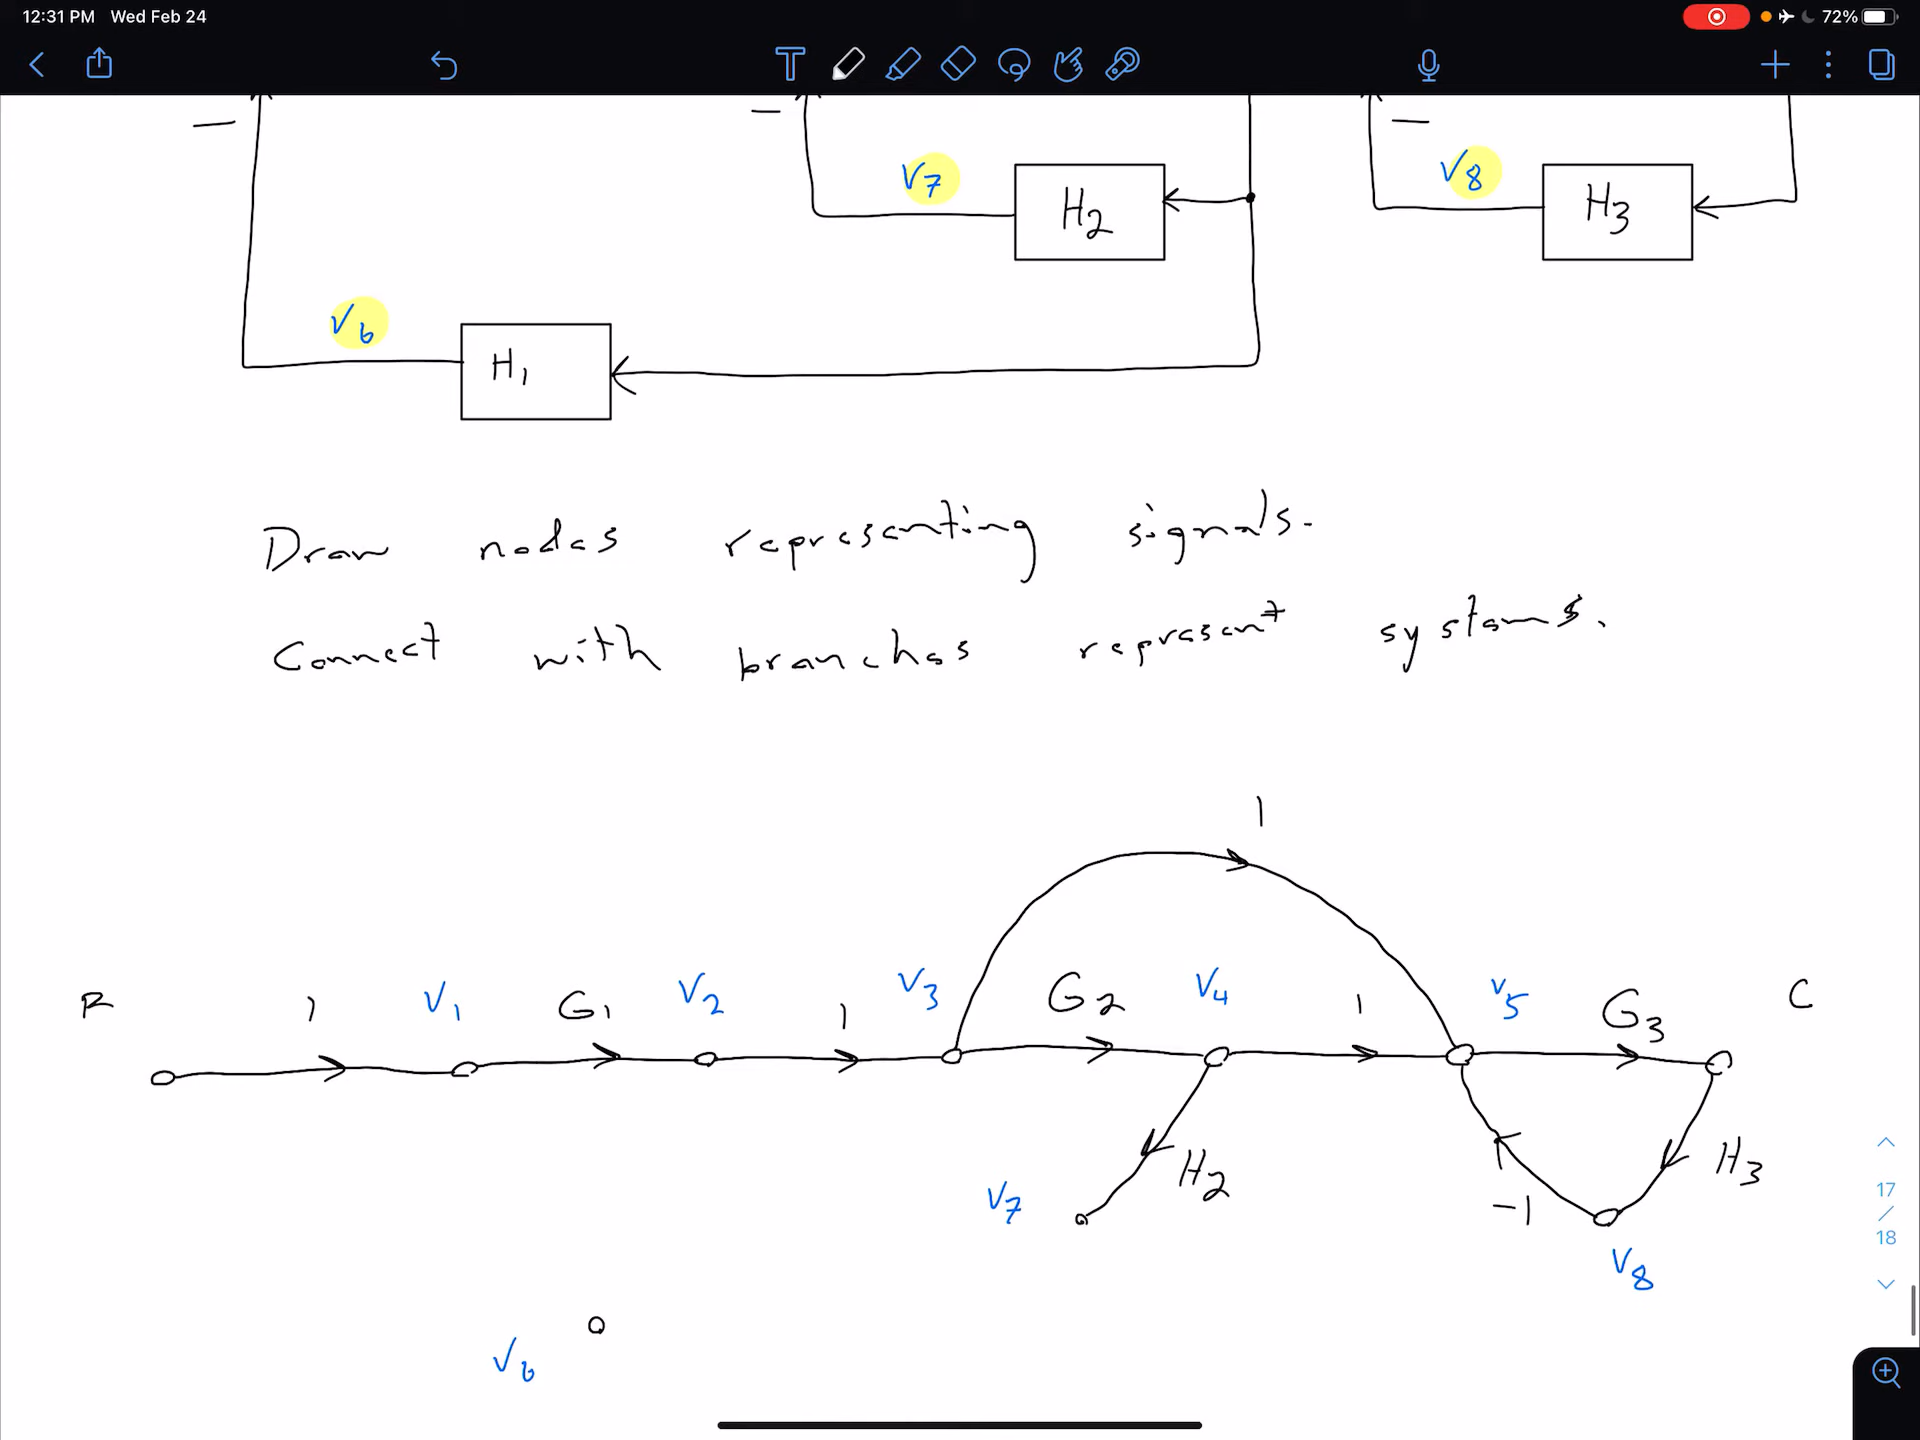 12:31 PM Wed Feb 24 72%
T
— — —
V7 H2 V8 H3
V6 H1
Draw nodes representing signals.
Connect with branches represent systems.
1
R 1 V1 G1 V2 1 V3 G2 V4 1 V5 G3 C
V7 H2 -1 H3
V8
V6
17
/
18